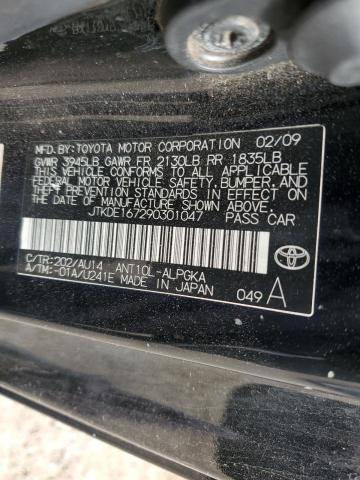 MFD. BY: TOYOTA MOTOR CORPORATION 02/09
GVWR 3945LB GAWR FR 2130LB RR 1835LB
THIS VEHICLE CONFORMS TO ALL APPLICABLE
FEDERAL MOTOR VEHICLE SAFETY, BUMPER, AND
THEFT PREVENTION STANDARDS IN EFFECT ON THE
DATE OF MANUFACTURE SHOWN ABOVE.
JTKDE167290301047 PASS CAR
C/TR:202/AU14 ANT10L-ALPGKA
A/TM:-01A/U241E MADE IN JAPAN
049 A